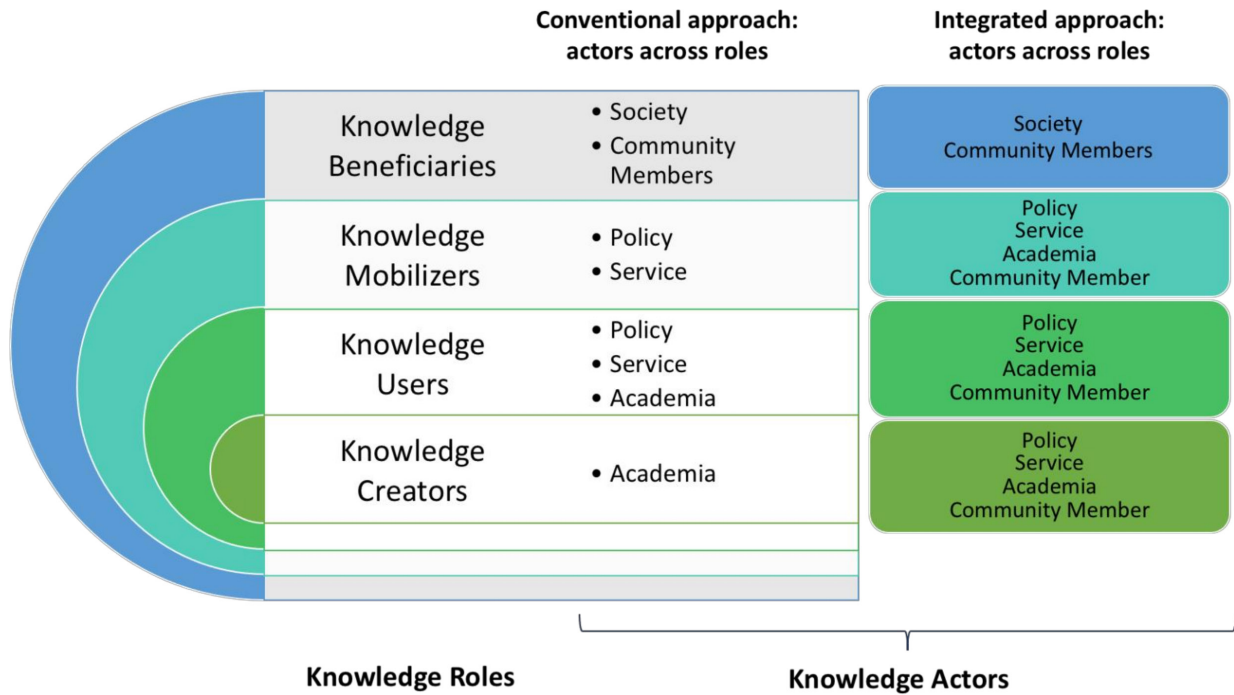 Conventional approach:
actors across roles
Integrated approach:
actors across roles
Knowledge
Beneficiaries
• Society
• Community
Members
Society
Community Members
Knowledge
Mobilizers
• Policy
• Service
Policy
Service
Academia
Community Member
Knowledge
Users
• Policy
• Service
• Academia
Policy
Service
Academia
Community Member
Knowledge
Creators
• Academia
Policy
Service
Academia
Community Member
Knowledge Roles
Knowledge Actors